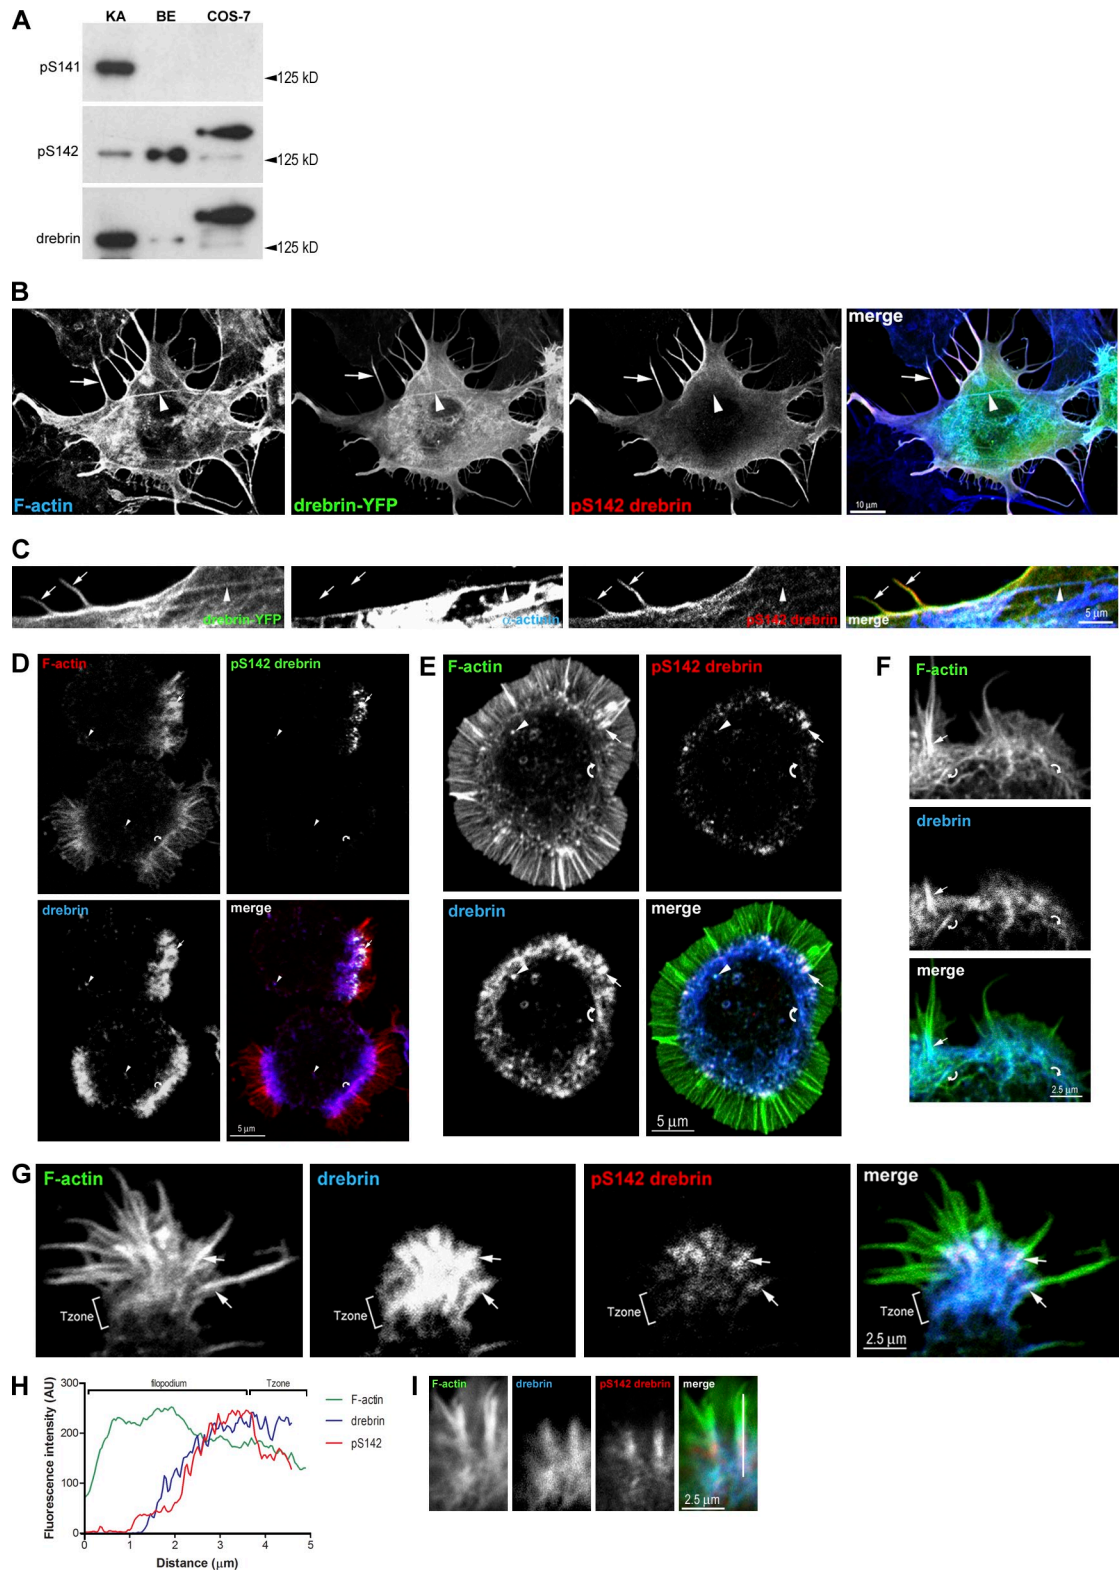 A
KA BE COS-7
pS141
125 kD
pS142
125 kD
drebrin
125 kD
B
merge
F-actin
drebrin-YFP
pS142 drebrin
10 μm
C
drebrin-YFP
α-actinin
pS142 drebrin
merge
5 μm
D
F-actin
pS142 drebrin
drebrin
merge
5 μm
E
F-actin
pS142 drebrin
drebrin
merge
5 μm
F
F-actin
drebrin
merge
2.5 μm
G
F-actin
drebrin
pS142 drebrin
merge
Tzone
Tzone
Tzone
Tzone
2.5 μm
H
300
200
100
0
Fluorescence intensity (AU)
filopodium
Tzone
F-actin
drebrin
pS142
0 1 2 3 4 5
Distance (μm)
I
F-actin
drebrin
pS142 drebrin
merge
2.5 μm